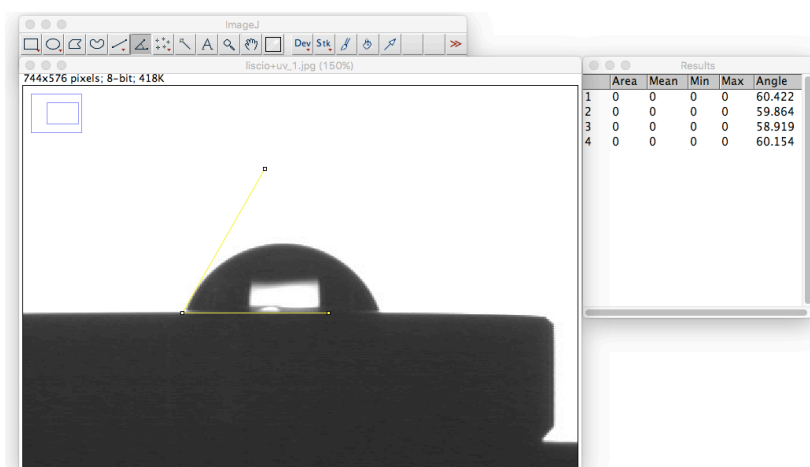 ImageJ
A Dev Stk >>
liscio+uv_1.jpg (150%)
744x576 pixels; 8-bit; 418K
Results
Area Mean Min Max Angle
1 0 0 0 0 60.422
2 0 0 0 0 59.864
3 0 0 0 0 58.919
4 0 0 0 0 60.154